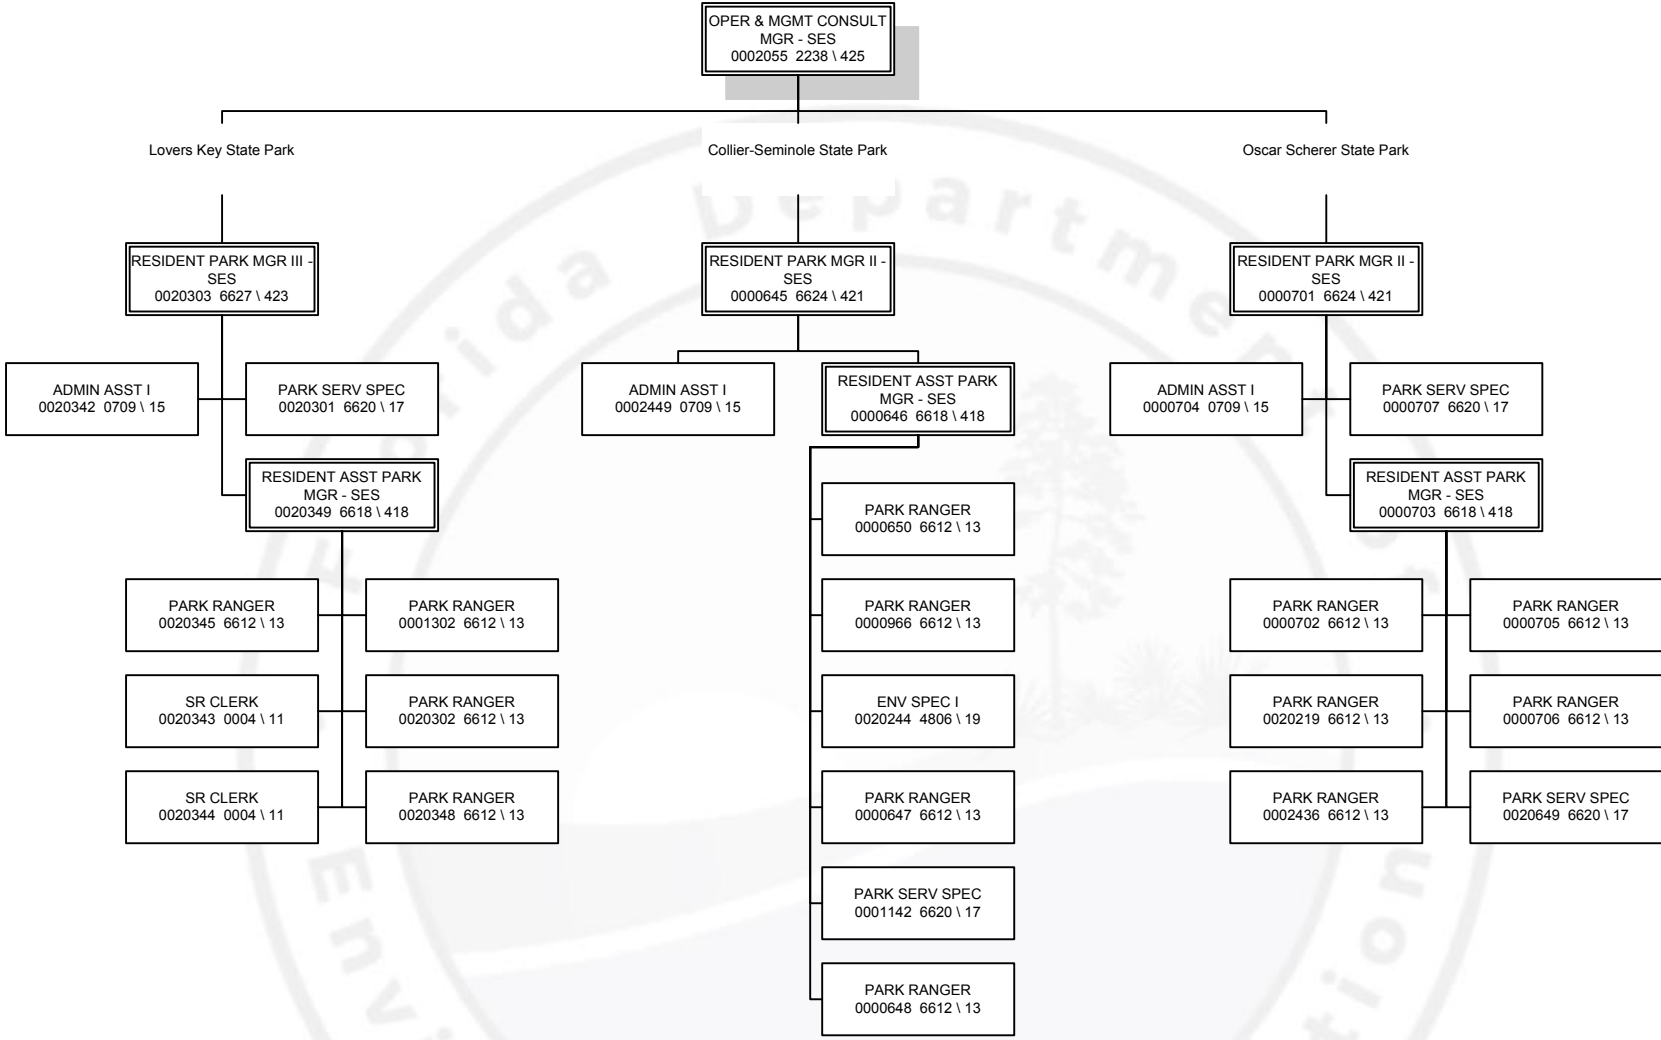 OPER & MGMT CONSULT
MGR - SES
0002055 2238 \ 425
Lovers Key State Park
Collier-Seminole State Park
Oscar Scherer State Park
RESIDENT PARK MGR III -
SES
0020303 6627 \ 423
RESIDENT PARK MGR II -
SES
0000645 6624 \ 421
RESIDENT PARK MGR II -
SES
0000701 6624 \ 421
ADMIN ASST I
0020342 0709 \ 15
PARK SERV SPEC
0020301 6620 \ 17
ADMIN ASST I
0002449 0709 \ 15
RESIDENT ASST PARK
MGR - SES
0000646 6618 \ 418
ADMIN ASST I
0000704 0709 \ 15
PARK SERV SPEC
0000707 6620 \ 17
RESIDENT ASST PARK
MGR - SES
0020349 6618 \ 418
RESIDENT ASST PARK
MGR - SES
0000703 6618 \ 418
PARK RANGER
0000650 6612 \ 13
PARK RANGER
0020345 6612 \ 13
PARK RANGER
0001302 6612 \ 13
PARK RANGER
0000966 6612 \ 13
PARK RANGER
0000702 6612 \ 13
PARK RANGER
0000705 6612 \ 13
SR CLERK
0020343 0004 \ 11
PARK RANGER
0020302 6612 \ 13
ENV SPEC I
0020244 4806 \ 19
PARK RANGER
0020219 6612 \ 13
PARK RANGER
0000706 6612 \ 13
SR CLERK
0020344 0004 \ 11
PARK RANGER
0020348 6612 \ 13
PARK RANGER
0000647 6612 \ 13
PARK RANGER
0002436 6612 \ 13
PARK SERV SPEC
0020649 6620 \ 17
PARK SERV SPEC
0001142 6620 \ 17
PARK RANGER
0000648 6612 \ 13
Florida Department